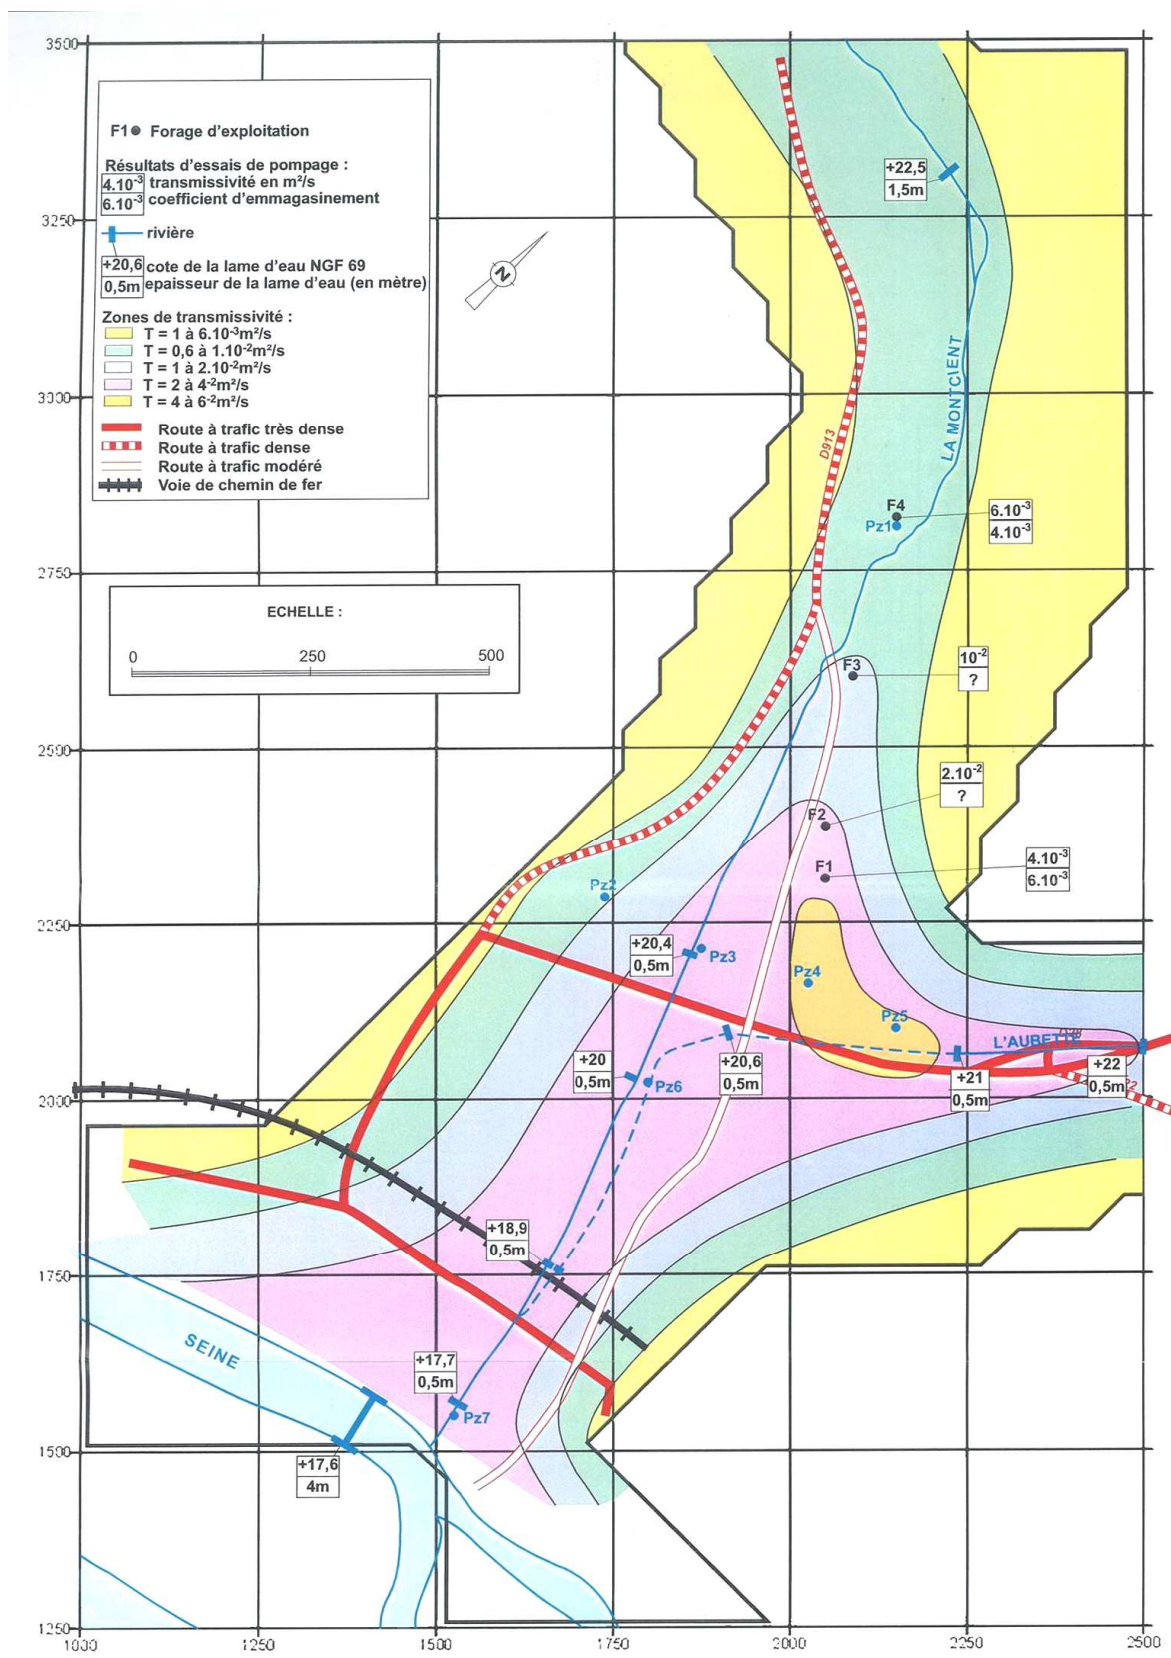 3500
3250
3000
2750
2500
2250
2000
1750
1500
1250
1000
1250
1500
1750
2000
2250
2500
F1 Forage d'exploitation
Résultats d'essais de pompage :
4.10-3 transmissivité en m²/s
6.10-3 coefficient d'emmagasinement
rivière
+20,6 cote de la lame d'eau NGF 69
0,5m epaisseur de la lame d'eau (en mètre)
Zones de transmissivité :
T = 1 à 6.10-3m²/s
T = 0,6 à 1.10-2m²/s
T = 1 à 2.10-2m²/s
T = 2 à 4-2m²/s
T = 4 à 6-2m²/s
Route à trafic très dense
Route à trafic dense
Route à trafic modéré
Voie de chemin de fer
N
ECHELLE :
0 250 500
+22,5
1,5m
LA MONTCIENT
D913
F4
Pz1
6.10-3
4.10-3
F3
10-2
?
2.10-2
?
F2
F1
4.10-3
6.10-3
Pz2
+20,4
0,5m
Pz3
Pz4
Pz5
L'AUBETTE
+20
0,5m
Pz6
+20,6
0,5m
+21
0,5m
+22
0,5m
+18,9
0,5m
SEINE
+17,7
0,5m
Pz7
+17,6
4m